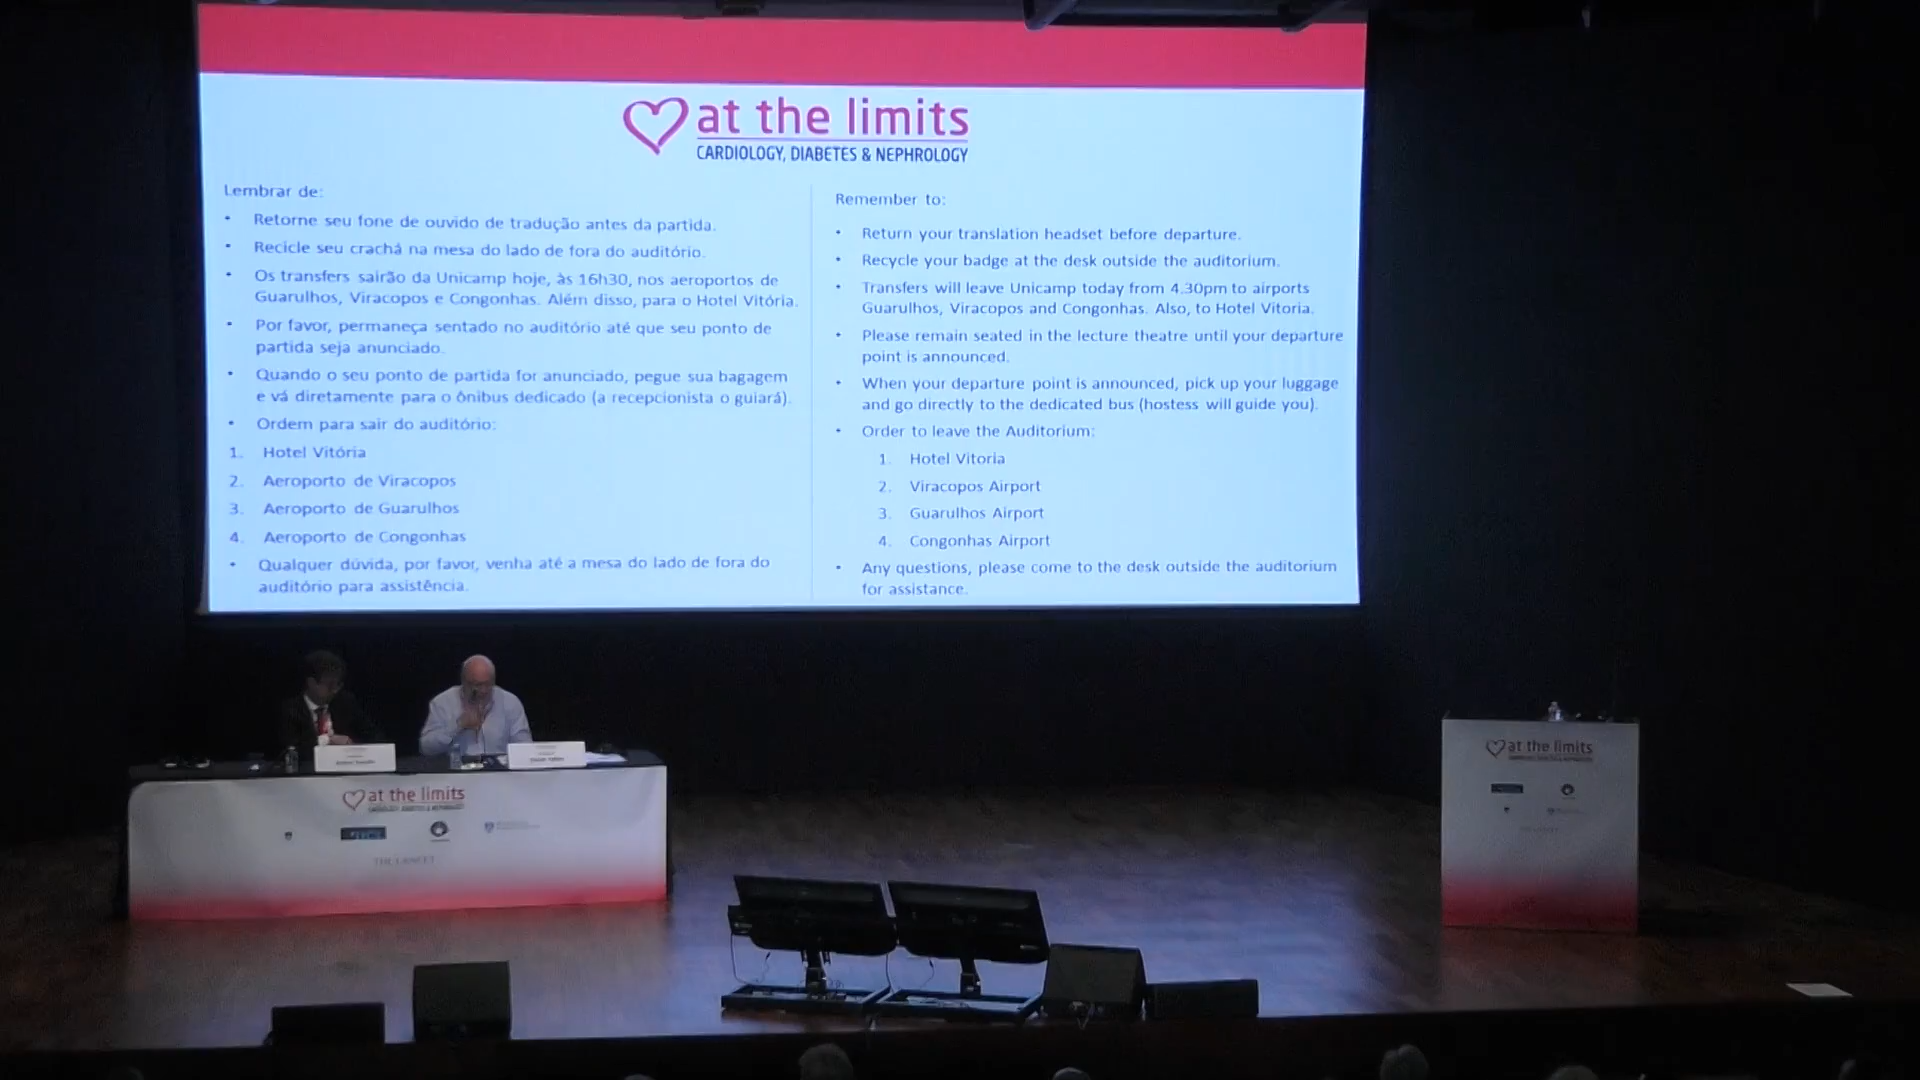 at the limits
CARDIOLOGY, DIABETES & NEPHROLOGY
Lembrar de:
• Retorne seu fone de ouvido de tradução antes da partida.
• Recicle seu crachá na mesa do lado de fora do auditório.
• Os transfers sairão da Unicamp hoje, às 16h30, nos aeroportos de
Guarulhos, Viracopos e Congonhas. Além disso, para o Hotel Vitória.
• Por favor, permaneça sentado no auditório até que seu ponto de
partida seja anunciado.
• Quando o seu ponto de partida for anunciado, pegue sua bagagem
e vá diretamente para o ônibus dedicado (a recepcionista o guiará).
• Ordem para sair do auditório:
1. Hotel Vitória
2. Aeroporto de Viracopos
3. Aeroporto de Guarulhos
4. Aeroporto de Congonhas
• Qualquer dúvida, por favor, venha até a mesa do lado de fora do
auditório para assistência.
Remember to:
• Return your translation headset before departure.
• Recycle your badge at the desk outside the auditorium.
• Transfers will leave Unicamp today from 4.30pm to airports
Guarulhos, Viracopos and Congonhas. Also, to Hotel Vitoria.
• Please remain seated in the lecture theatre until your departure
point is announced.
• When your departure point is announced, pick up your luggage
and go directly to the dedicated bus (hostess will guide you).
• Order to leave the Auditorium:
1. Hotel Vitoria
2. Viracopos Airport
3. Guarulhos Airport
4. Congonhas Airport
• Any questions, please come to the desk outside the auditorium
for assistance.
at the limits
CARDIOLOGY, DIABETES & NEPHROLOGY
THE LANCET
at the limits
CARDIOLOGY, DIABETES & NEPHROLOGY